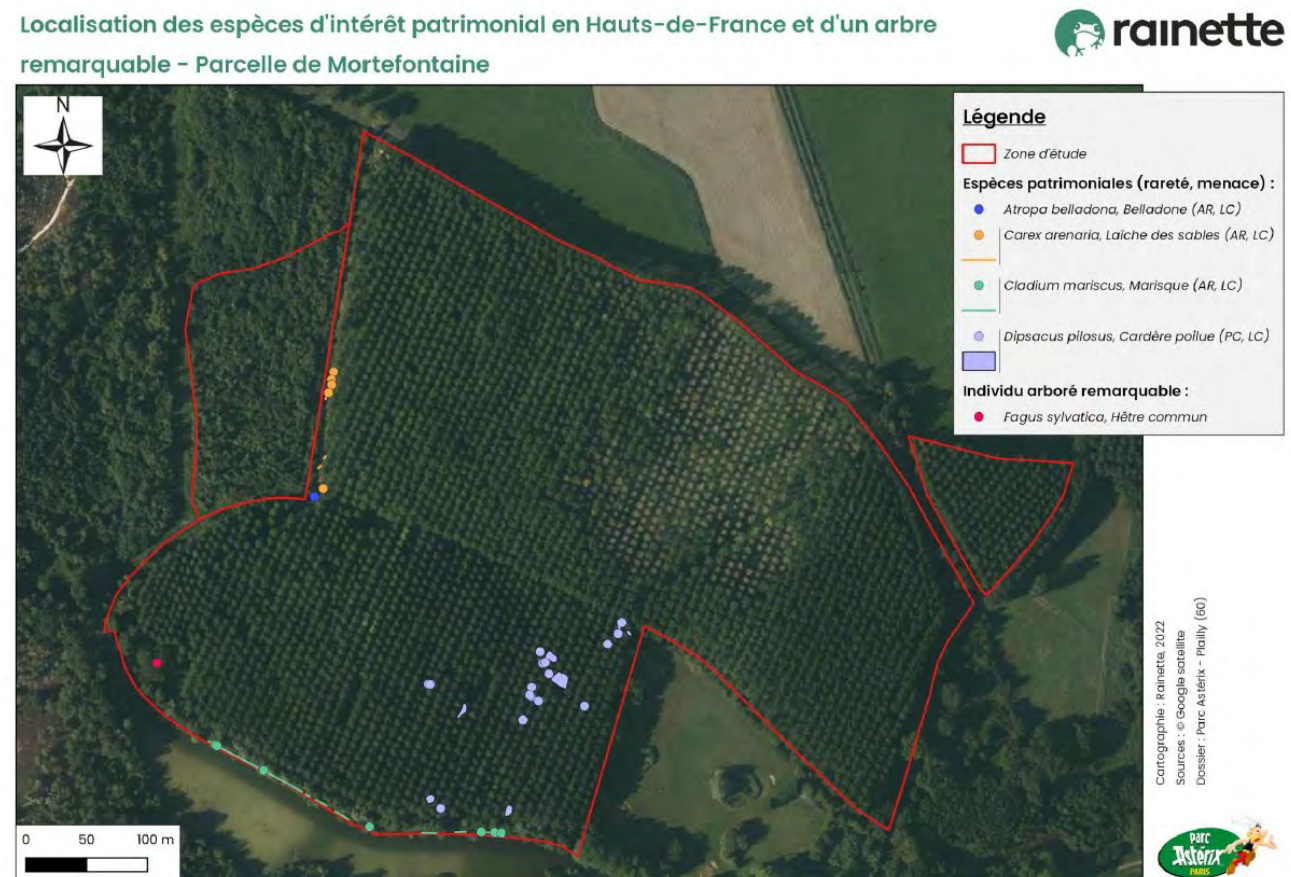 Localisation des espèces d'intérêt patrimonial en Hauts-de-France et d'un arbre
remarquable - Parcelle de Mortefontaine
rainette
N
Légende
Zone d'étude
Espèces patrimoniales (rareté, menace) :
Atropa belladona, Belladone (AR, LC)
Carex arenaria, Laîche des sables (AR, LC)
Cladium mariscus, Marisque (AR, LC)
Dipsacus pilosus, Cardère poilue (PC, LC)
Individu arboré remarquable :
Fagus sylvatica, Hêtre commun
Cartographie : Rainette, 2022
Sources : © Google satellite
Dossier : Parc Astérix - Plailly (60)
0 50 100 m
Parc
Astérix
PARIS